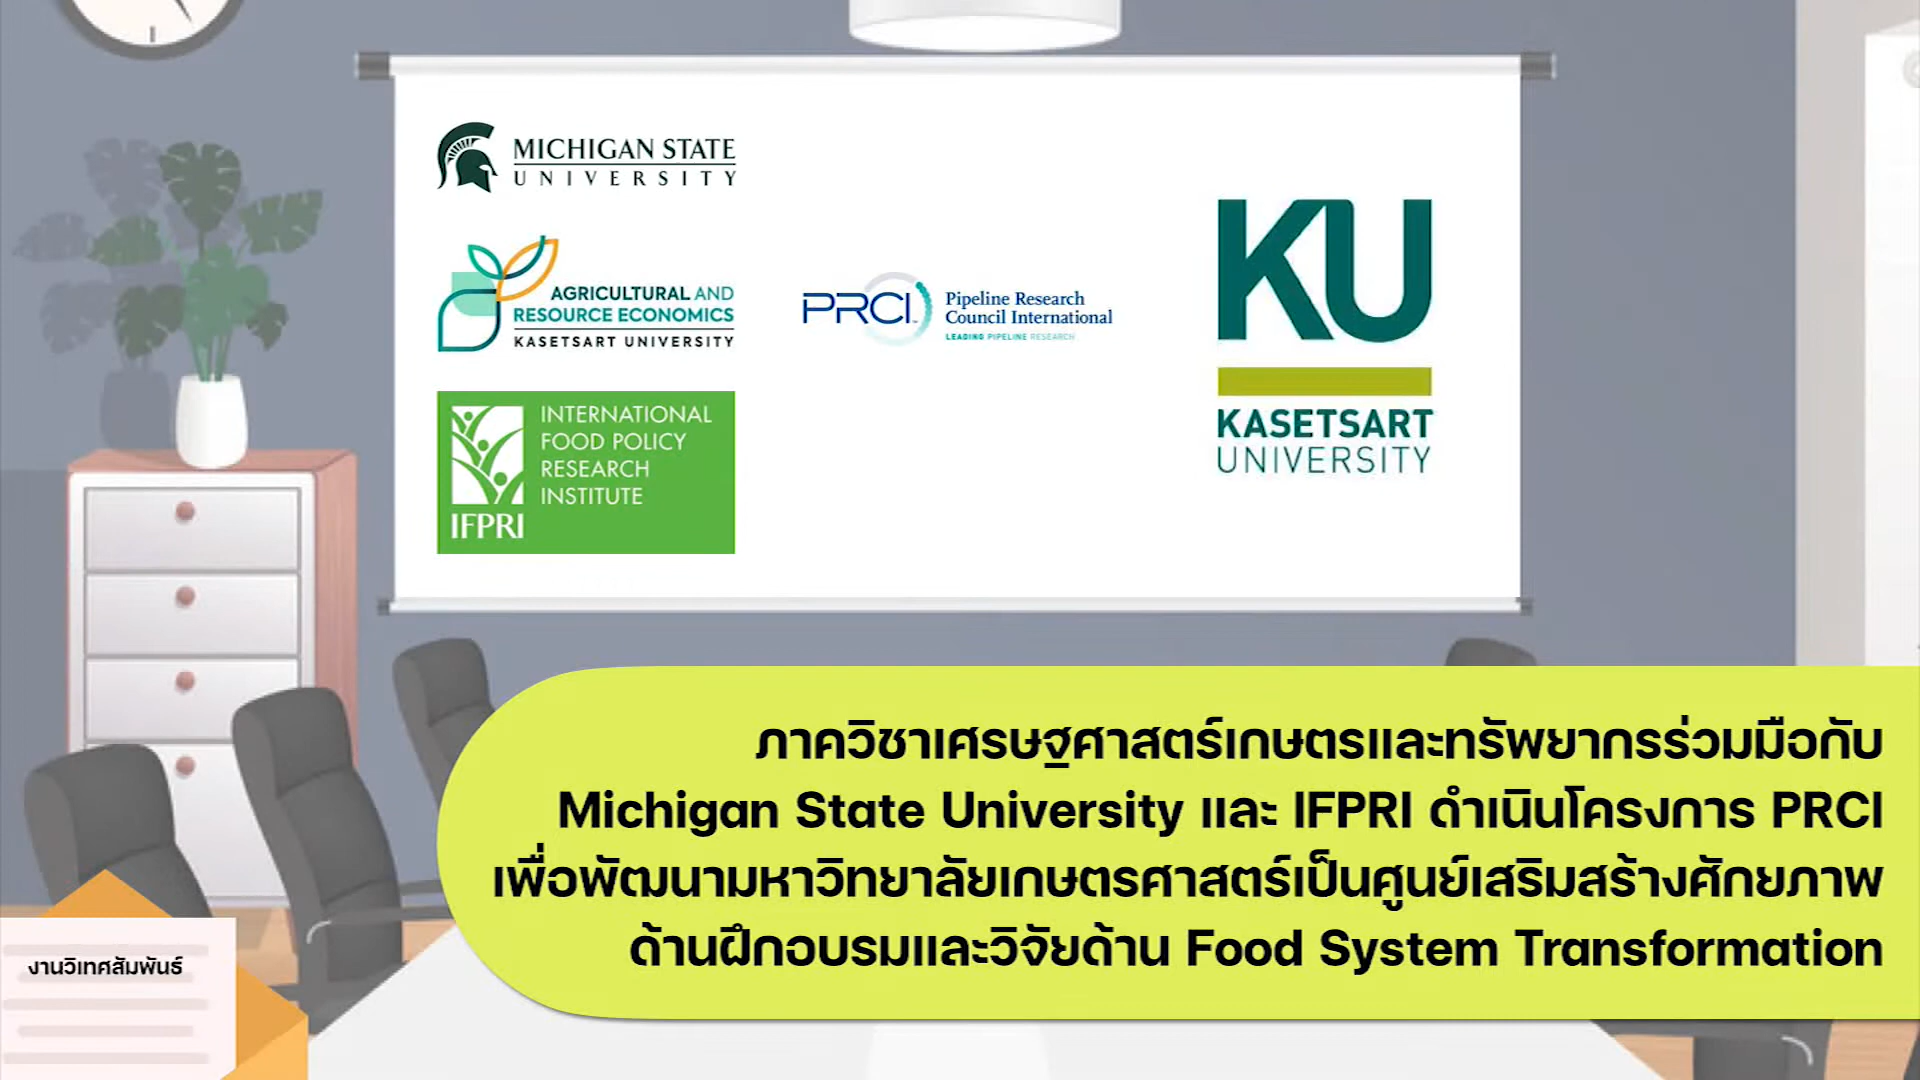 MICHIGAN STATE
UNIVERSITY
AGRICULTURAL AND
RESOURCE ECONOMICS
KASETSART UNIVERSITY
INTERNATIONAL
FOOD POLICY
RESEARCH
INSTITUTE
IFPRI
PRCI
Pipeline Research
Council International
LEADING PIPELINE RESEARCH
KU
KASETSART
UNIVERSITY
ภาควิชาเศรษฐศาสตร์เกษตรและทรัพยากรร่วมมือกับ
Michigan State University และ IFPRI ดำเนินโครงการ PRCI
เพื่อพัฒนามหาวิทยาลัยเกษตรศาสตร์เป็นศูนย์เสริมสร้างศักยภาพ
ด้านฝึกอบรมและวิจัยด้าน Food System Transformation
งานวิเทศสัมพันธ์